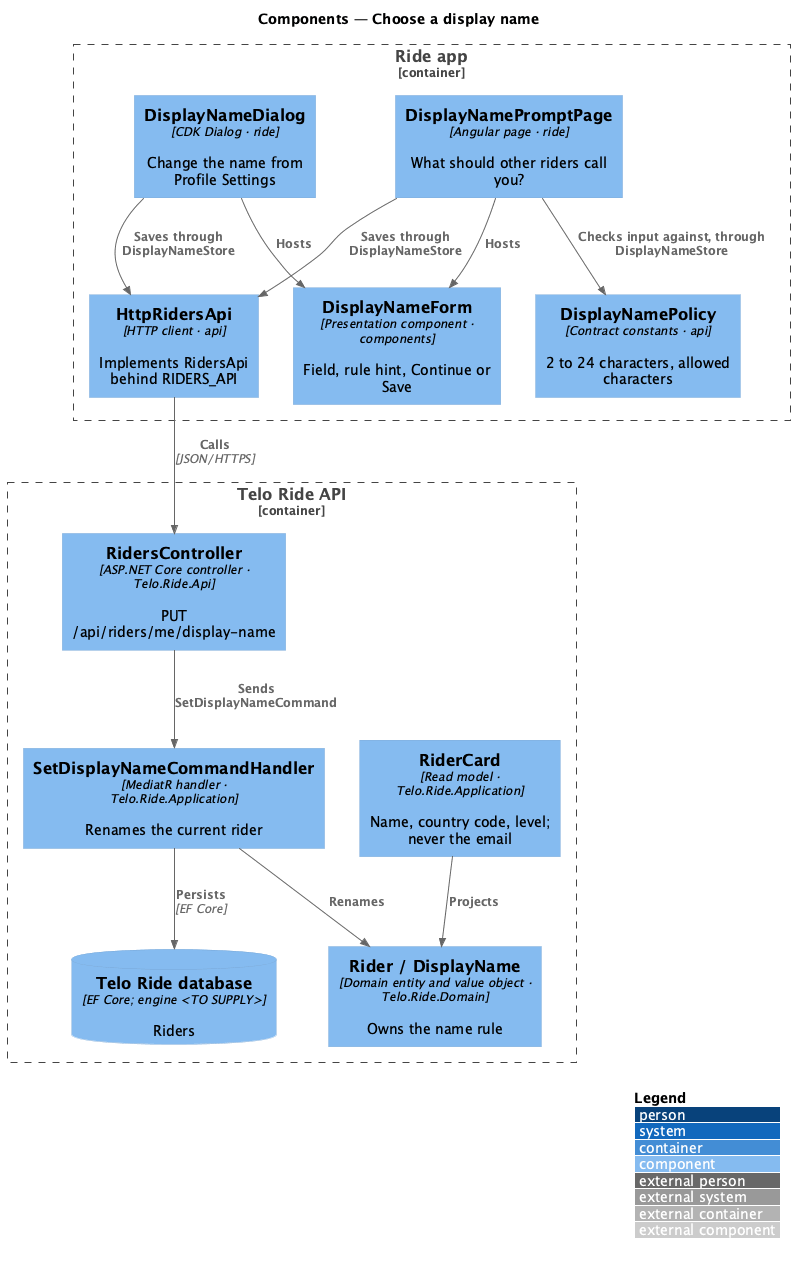 Components — Choose a display name
Ride app
[container]
DisplayNameDialog
[CDK Dialog · ride]
Change the name from
Profile Settings
DisplayNamePromptPage
[Angular page · ride]
What should other riders call
you?
Saves through
DisplayNameStore
Hosts
Saves through
DisplayNameStore
Hosts
Checks input against, through
DisplayNameStore
HttpRidersApi
[HTTP client · api]
Implements RidersApi
behind RIDERS_API
DisplayNameForm
[Presentation component ·
components]
Field, rule hint, Continue or
Save
DisplayNamePolicy
[Contract constants · api]
2 to 24 characters, allowed
characters
Calls
[JSON/HTTPS]
Telo Ride API
[container]
RidersController
[ASP.NET Core controller ·
Telo.Ride.Api]
PUT
/api/riders/me/display-name
Sends
SetDisplayNameCommand
SetDisplayNameCommandHandler
[MediatR handler ·
Telo.Ride.Application]
Renames the current rider
RiderCard
[Read model ·
Telo.Ride.Application]
Name, country code, level;
never the email
Persists
[EF Core]
Renames
Projects
Telo Ride database
[EF Core; engine <TO SUPPLY>]
Riders
Rider / DisplayName
[Domain entity and value object ·
Telo.Ride.Domain]
Owns the name rule
Legend
person
system
container
component
external person
external system
external container
external component